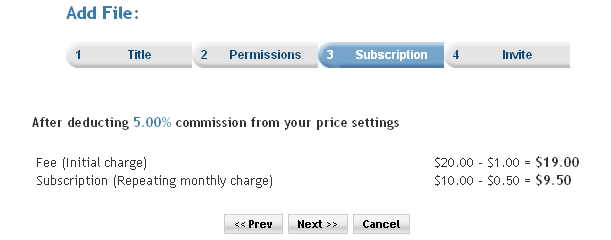 Add File:
1 Title 2 Permissions 3 Subscription 4 Invite
After deducting 5.00% commission from your price settings
Fee (Initial charge) $20.00 - $1.00 = $19.00
Subscription (Repeating monthly charge) $10.00 - $0.50 = $9.50
<< Prev Next >> Cancel